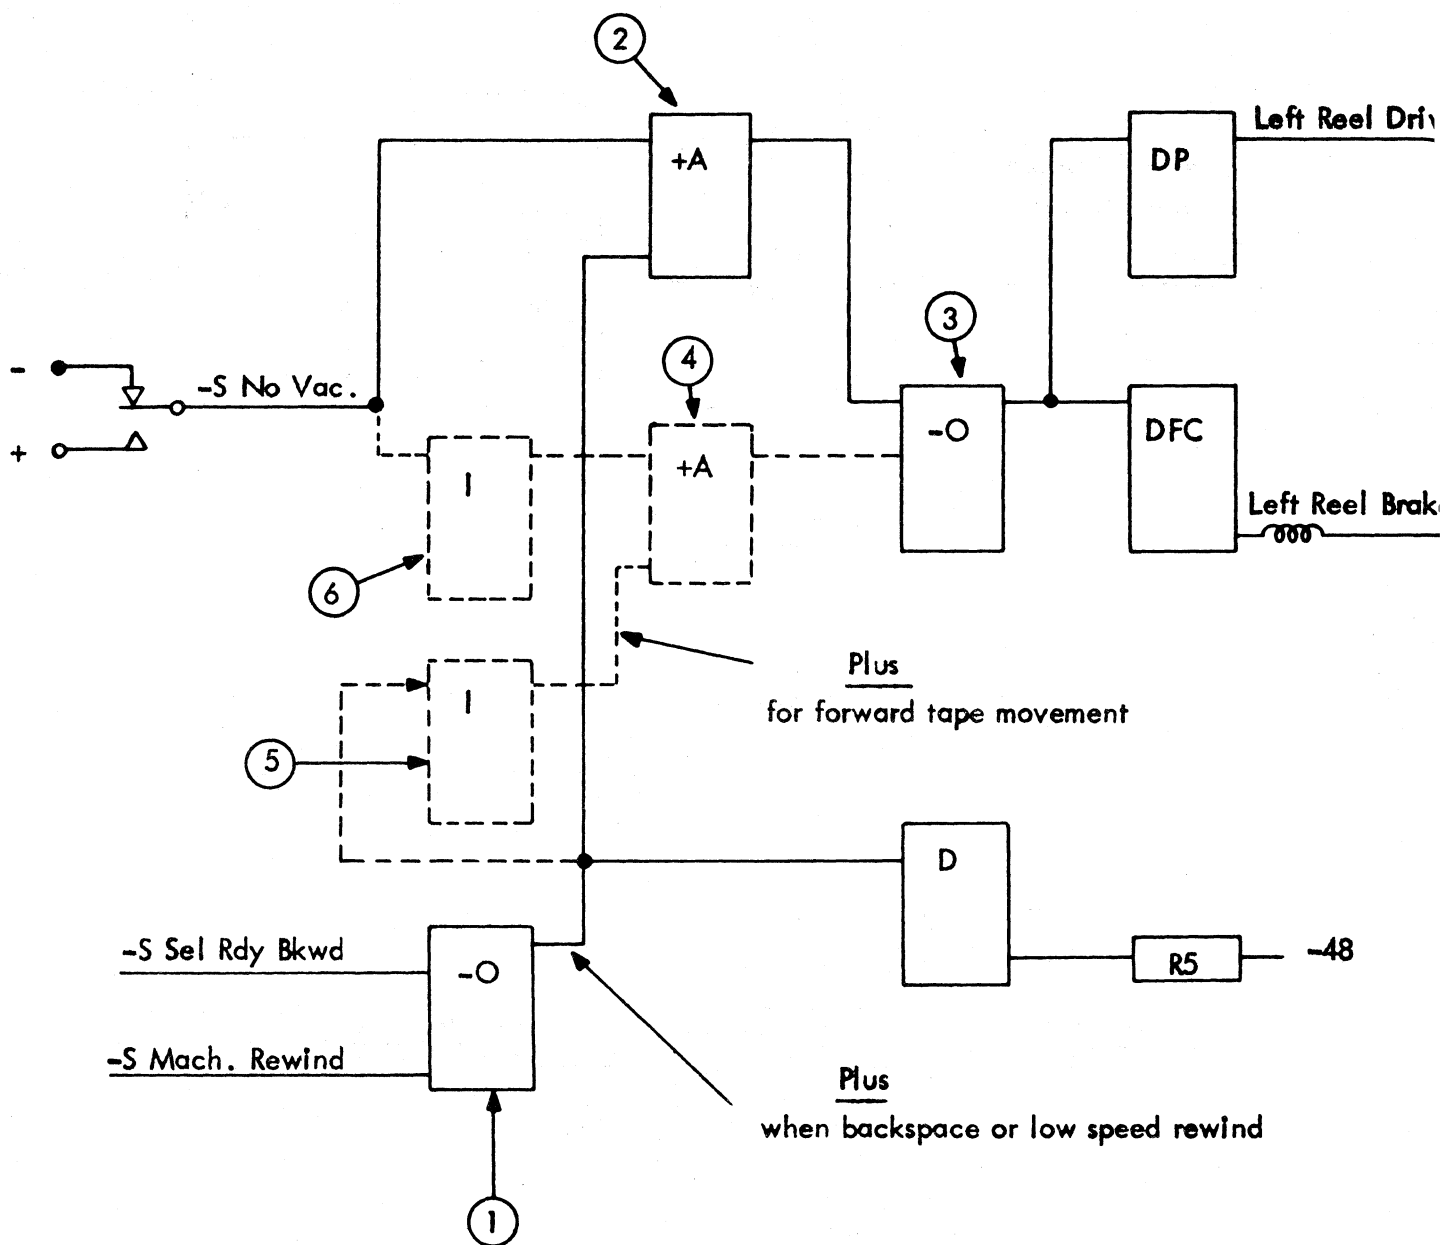 2
+A
DP
Left Reel Driv
3
4
-
-S No Vac.
+
I
+A
-O
DFC
Left Reel Brak
6
I
Plus
for forward tape movement
5
D
-S Sel Rdy Bkwd
-O
R5
-48
-S Mach. Rewind
Plus
when backspace or low speed rewind
1